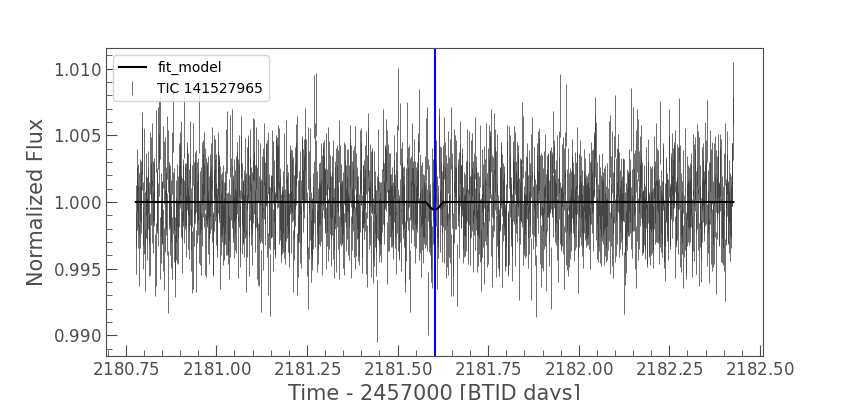 fit_model
TIC 141527965
Normalized Flux
1.010
1.005
1.000
0.995
0.990
2180.75 2181.00 2181.25 2181.50 2181.75 2182.00 2182.25 2182.50
Time - 2457000 [BTJD days]